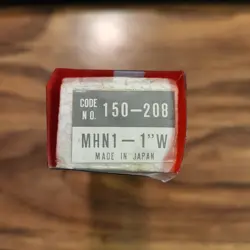 CODE NO. 150-208
MHN1-1"W
MADE IN JAPAN